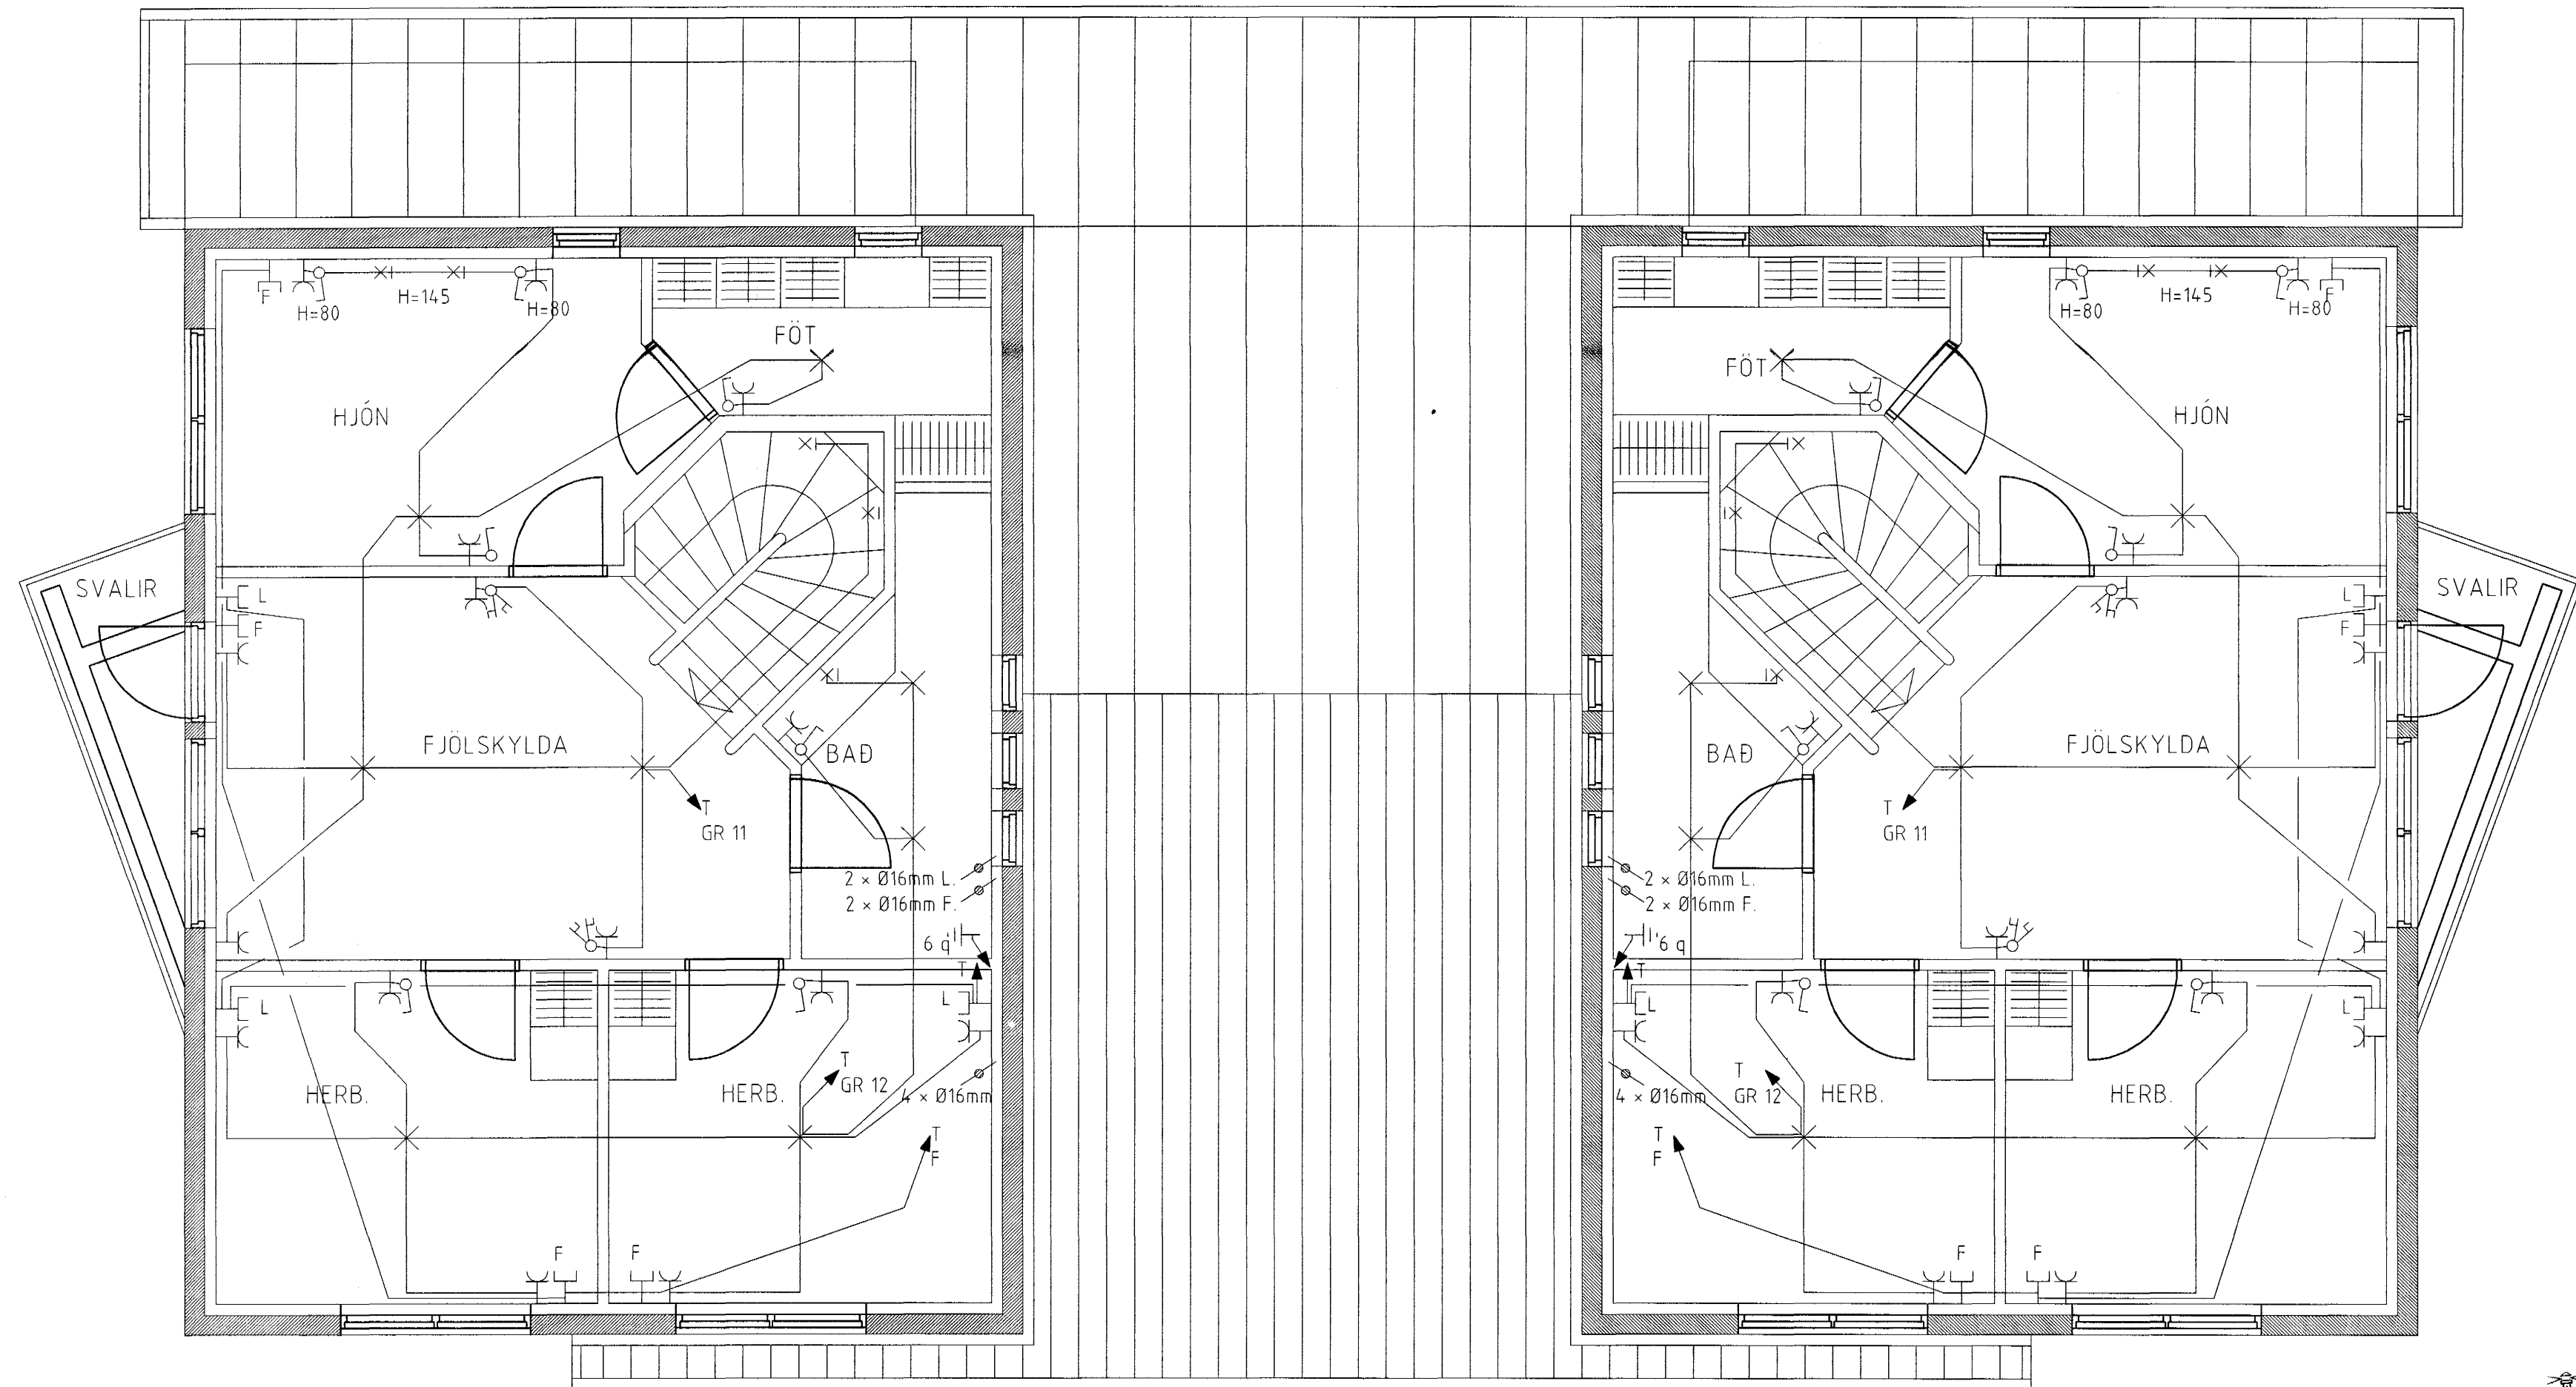 F
H=80
H=145
H=80
FÖT
HJÓN
SVALIR
L
F
FJÖLSKYLDA
BAÐ
T
GR 11
2 × Ø16mm L.
2 × Ø16mm F.
6 q
T
L
L
HERB.
HERB.
T
GR 12
4 × Ø16mm
T
F
F
F
H=80
H=145
H=80
F
FÖT
HJÓN
L
F
SVALIR
BAÐ
FJÖLSKYLDA
T
GR 11
2 × Ø16mm L.
2 × Ø16mm F.
6 q
T
L
L
T
GR 12
HERB.
HERB.
4 × Ø16mm
T
F
F
F